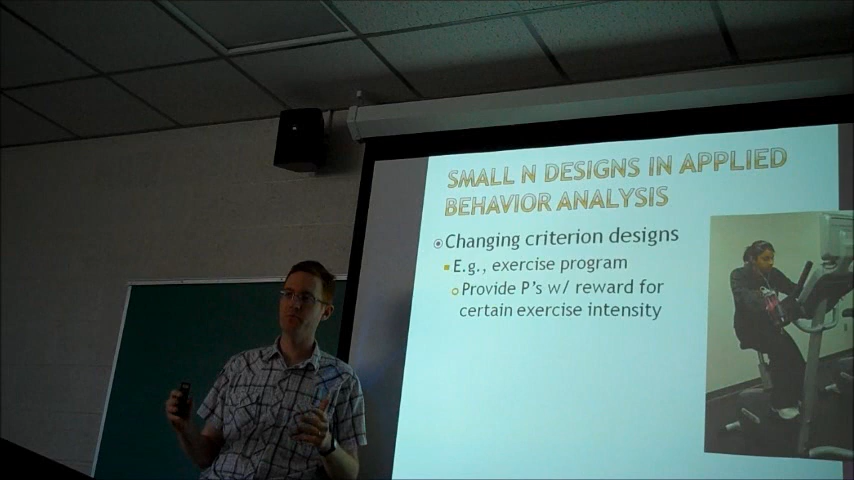 SMALL N DESIGNS IN APPLIED
BEHAVIOR ANALYSIS
Changing criterion designs
E.g., exercise program
Provide P's w/ reward for
certain exercise intensity